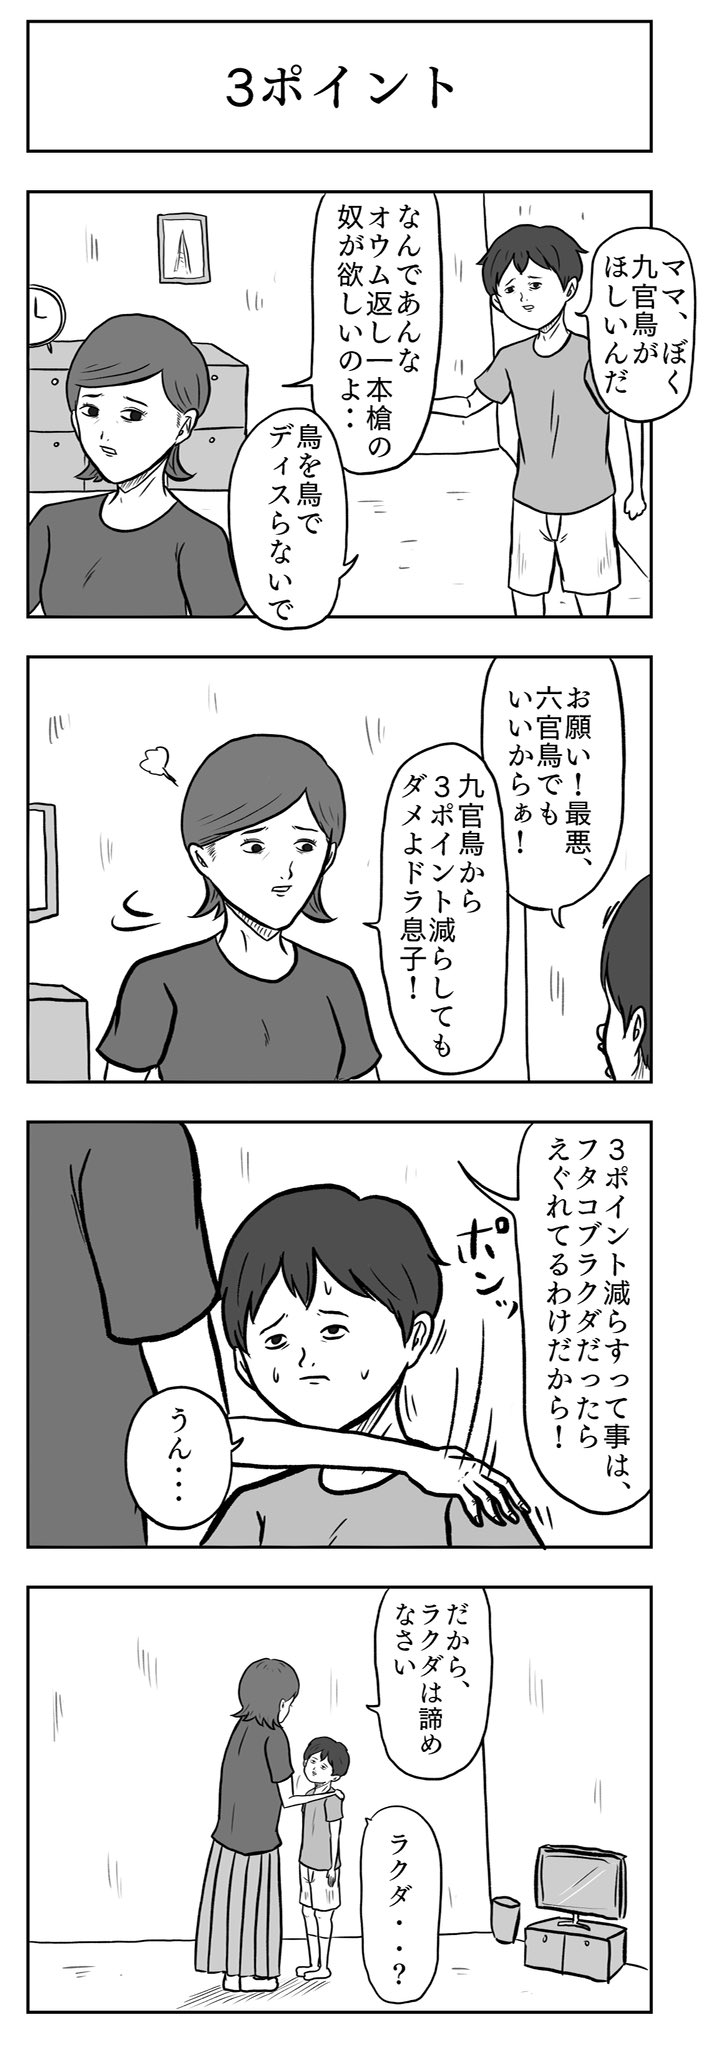 3ポイント
ママ、ぼく
九官鳥が
ほしいんだ
なんであんな
オウム返し一本槍の
奴が欲しいのよ‥
鳥を鳥で
ディスらないで
お願い！最悪、
六官鳥でも
いいからぁ！
九官鳥から
3ポイント減らしても
ダメよドラ息子！
3ポイント減らすって事は、
フタコブラクダだったら
えぐれてるわけだから！
ポンッ
うん・・・
だから、
ラクダは諦め
なさい
ラクダ・・・？